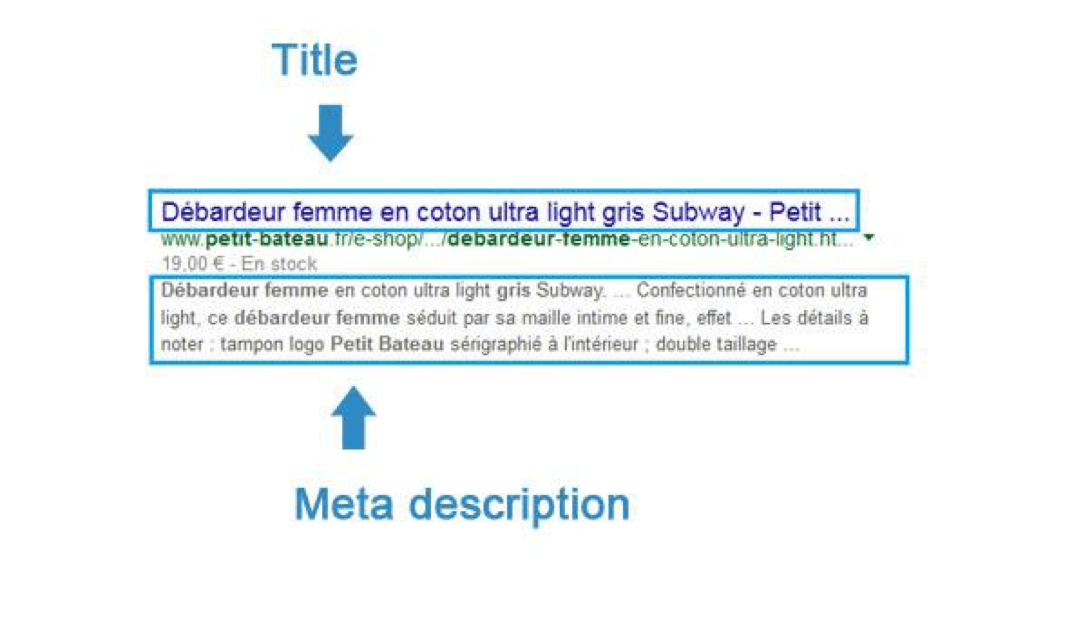 Title
Débardeur femme en coton ultra light gris Subway - Petit ...
www.petit-bateau.fr/e-shop/.../debardeur-femme-en-coton-ultra-light.ht...
19,00 € - En stock
Débardeur femme en coton ultra light gris Subway. ... Confectionné en coton ultra
light, ce débardeur femme séduit par sa maille intime et fine, effet ... Les détails à
noter : tampon logo Petit Bateau sérigraphié à l'intérieur ; double taillage ...
Meta description